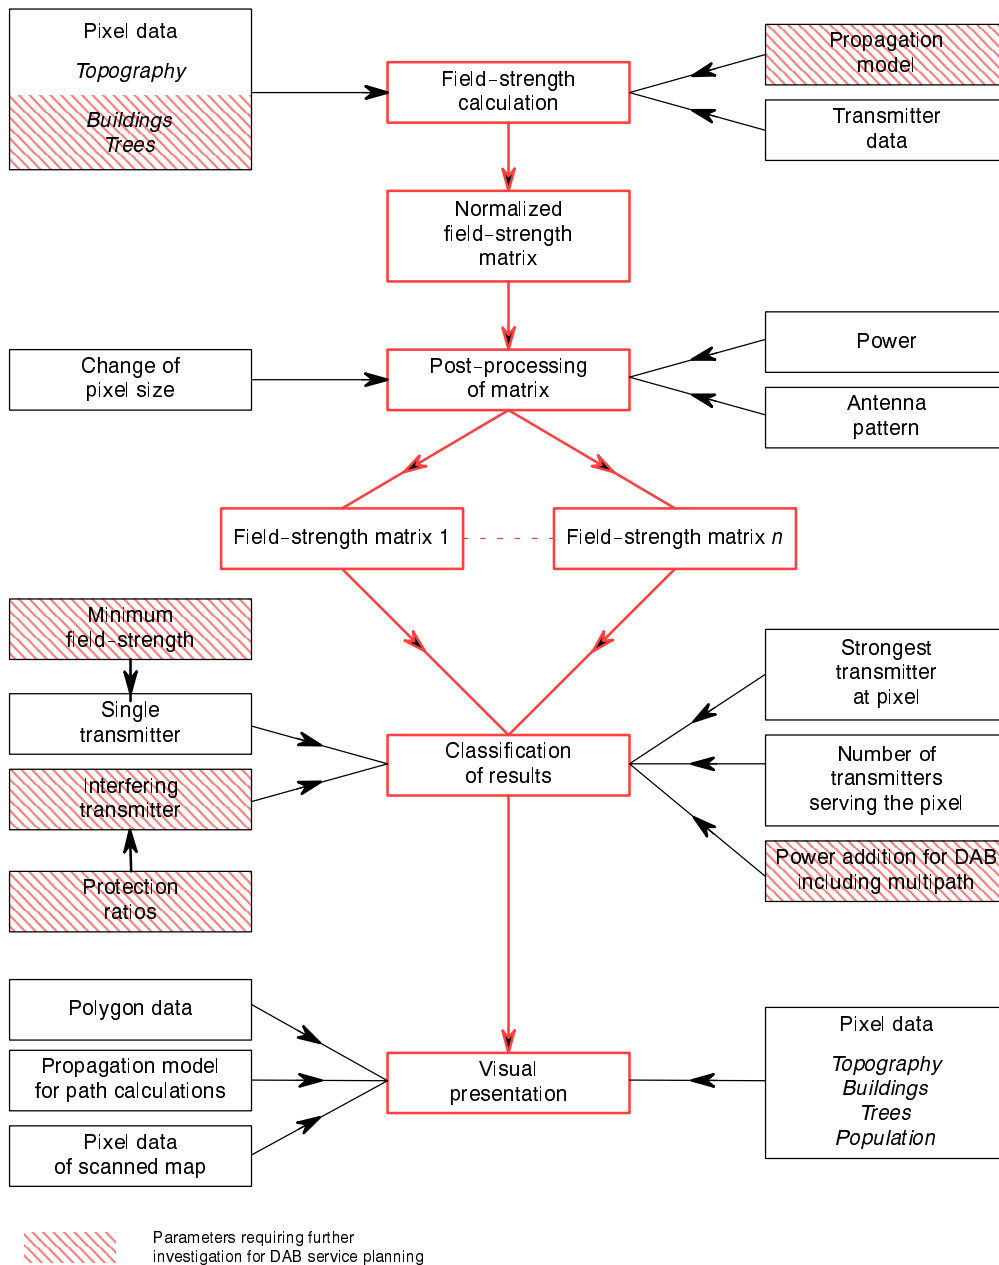 Pixel data
Topography
Buildings
Trees
Field–strength
calculation
Propagation
model
Transmitter
data
Normalized
field–strength
matrix
Change of
pixel size
Post–processing
of matrix
Power
Antenna
pattern
Field–strength matrix 1
Field–strength matrix n
Minimum
field–strength
Single
transmitter
Interfering
transmitter
Protection
ratios
Classification
of results
Strongest
transmitter
at pixel
Number of
transmitters
serving the pixel
Power addition for DAB
including multipath
Polygon data
Propagation model
for path calculations
Pixel data
of scanned map
Visual
presentation
Pixel data
Topography
Buildings
Trees
Population
Parameters requiring further
investigation for DAB service planning